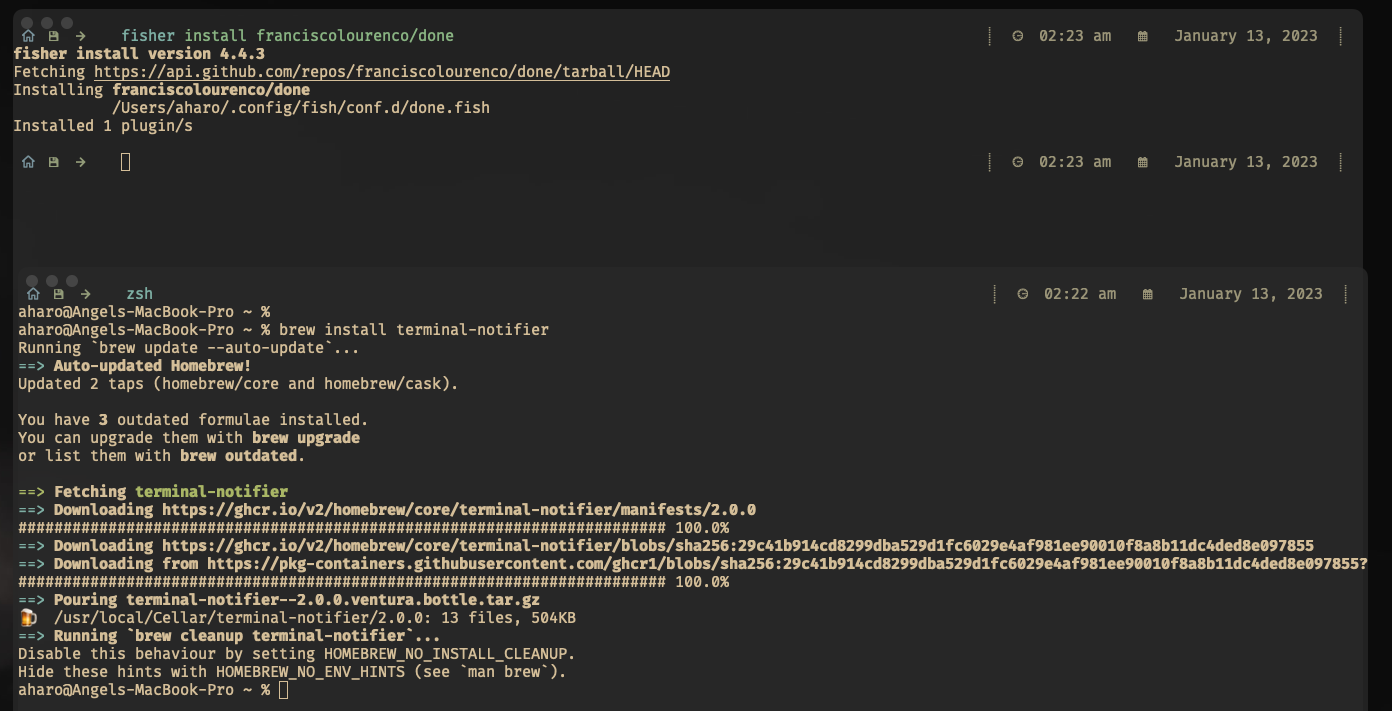 fisher install franciscolourenco/done 02:23 am January 13, 2023
fisher install version 4.4.3
Fetching https://api.github.com/repos/franciscolourenco/done/tarball/HEAD
Installing franciscolourenco/done
/Users/aharo/.config/fish/conf.d/done.fish
Installed 1 plugin/s
02:23 am January 13, 2023
zsh 02:22 am January 13, 2023
aharo@Angels-MacBook-Pro ~ %
aharo@Angels-MacBook-Pro ~ % brew install terminal-notifier
Running `brew update --auto-update`...
==> Auto-updated Homebrew!
Updated 2 taps (homebrew/core and homebrew/cask).
You have 3 outdated formulae installed.
You can upgrade them with brew upgrade
or list them with brew outdated.
==> Fetching terminal-notifier
==> Downloading https://ghcr.io/v2/homebrew/core/terminal-notifier/manifests/2.0.0
######################################################################## 100.0%
==> Downloading https://ghcr.io/v2/homebrew/core/terminal-notifier/blobs/sha256:29c41b914cd8299dba529d1fc6029e4af981ee90010f8a8b11dc4ded8e097855
==> Downloading from https://pkg-containers.githubusercontent.com/ghcr1/blobs/sha256:29c41b914cd8299dba529d1fc6029e4af981ee90010f8a8b11dc4ded8e097855?
######################################################################## 100.0%
==> Pouring terminal-notifier--2.0.0.ventura.bottle.tar.gz
🍺 /usr/local/Cellar/terminal-notifier/2.0.0: 13 files, 504KB
==> Running `brew cleanup terminal-notifier`...
Disable this behaviour by setting HOMEBREW_NO_INSTALL_CLEANUP.
Hide these hints with HOMEBREW_NO_ENV_HINTS (see `man brew`).
aharo@Angels-MacBook-Pro ~ %